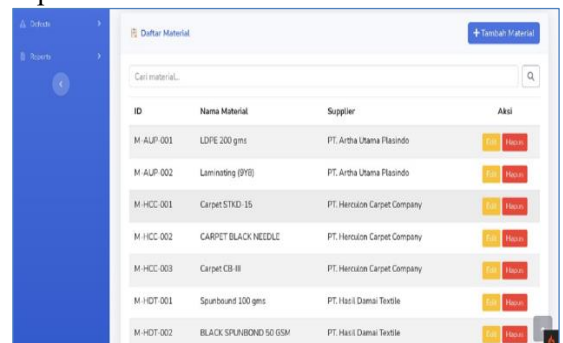 Defects
Reports
Daftar Material
Tambah Material
Cari material...
ID Nama Material Supplier Aksi
M-AUP-001 LDPE 200 gms PT. Artha Utama Plasindo Edit Hapus
M-AUP-002 Laminating (9YB) PT. Artha Utama Plasindo Edit Hapus
M-HCC-001 Carpet STKD-15 PT. Herculon Carpet Company Edit Hapus
M-HCC-002 CARPET BLACK NEEDLE PT. Herculon Carpet Company Edit Hapus
M-HCC-003 Carpet CB-III PT. Herculon Carpet Company Edit Hapus
M-HDT-001 Spunbound 100 gms PT. Hasil Damai Textile Edit Hapus
M-HDT-002 BLACK SPUNBOND 50 GSM PT. Hasil Damai Textile Edit Hapus